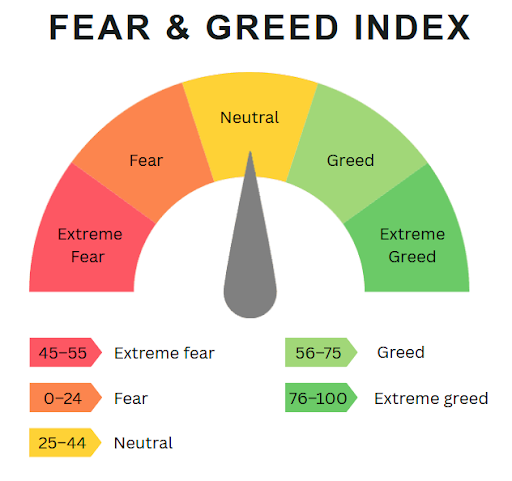 FEAR & GREED INDEX
Neutral
Fear
Greed
Extreme
Fear
Extreme
Greed
45–55 Extreme fear
0–24 Fear
25–44 Neutral
56–75 Greed
76–100 Extreme greed